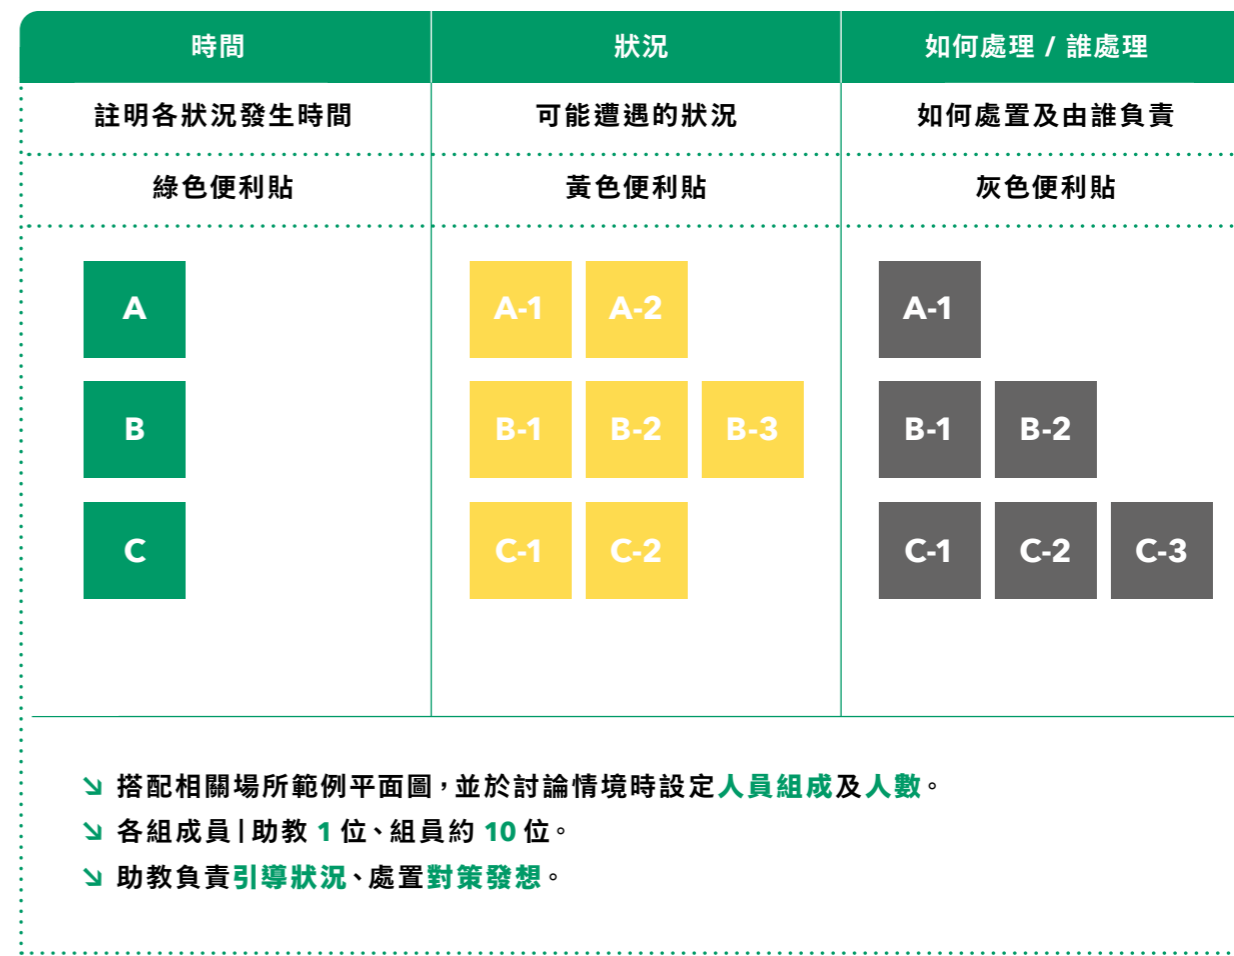 時間 狀況 如何處理 / 誰處理
註明各狀況發生時間 可能遭遇的狀況 如何處置及由誰負責
綠色便利貼 黃色便利貼 灰色便利貼
A A-1 A-2 A-1
B B-1 B-2 B-3 B-1 B-2
C C-1 C-2 C-1 C-2 C-3
搭配相關場所範例平面圖，並於討論情境時設定人員組成及人數。
各組成員|助教 1 位、組員約 10 位。
助教負責引導狀況、處置對策發想。